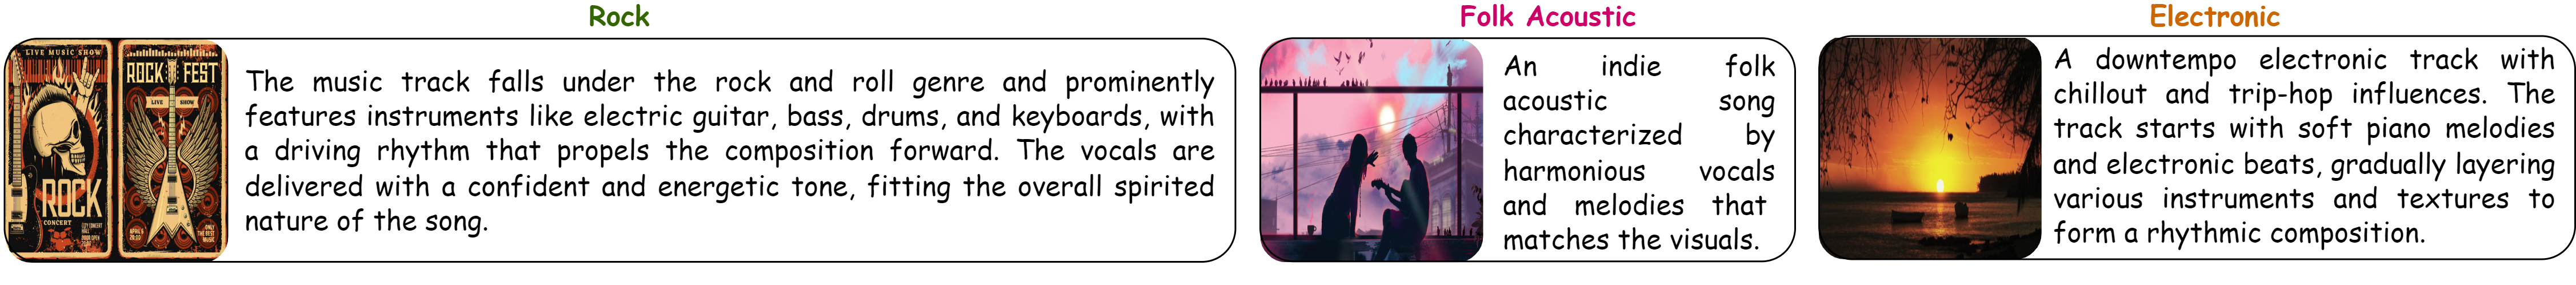 Rock
LIVE MUSIC SHOW
ROCK
CONCERT
ROCK FEST
LIVE SHOW
The music track falls under the rock and roll genre and prominently
features instruments like electric guitar, bass, drums, and keyboards, with
a driving rhythm that propels the composition forward. The vocals are
delivered with a confident and energetic tone, fitting the overall spirited
nature of the song.
Folk Acoustic
An indie folk
acoustic song
characterized by
harmonious vocals
and melodies that
matches the visuals.
Electronic
A downtempo electronic track with
chillout and trip-hop influences. The
track starts with soft piano melodies
and electronic beats, gradually layering
various instruments and textures to
form a rhythmic composition.